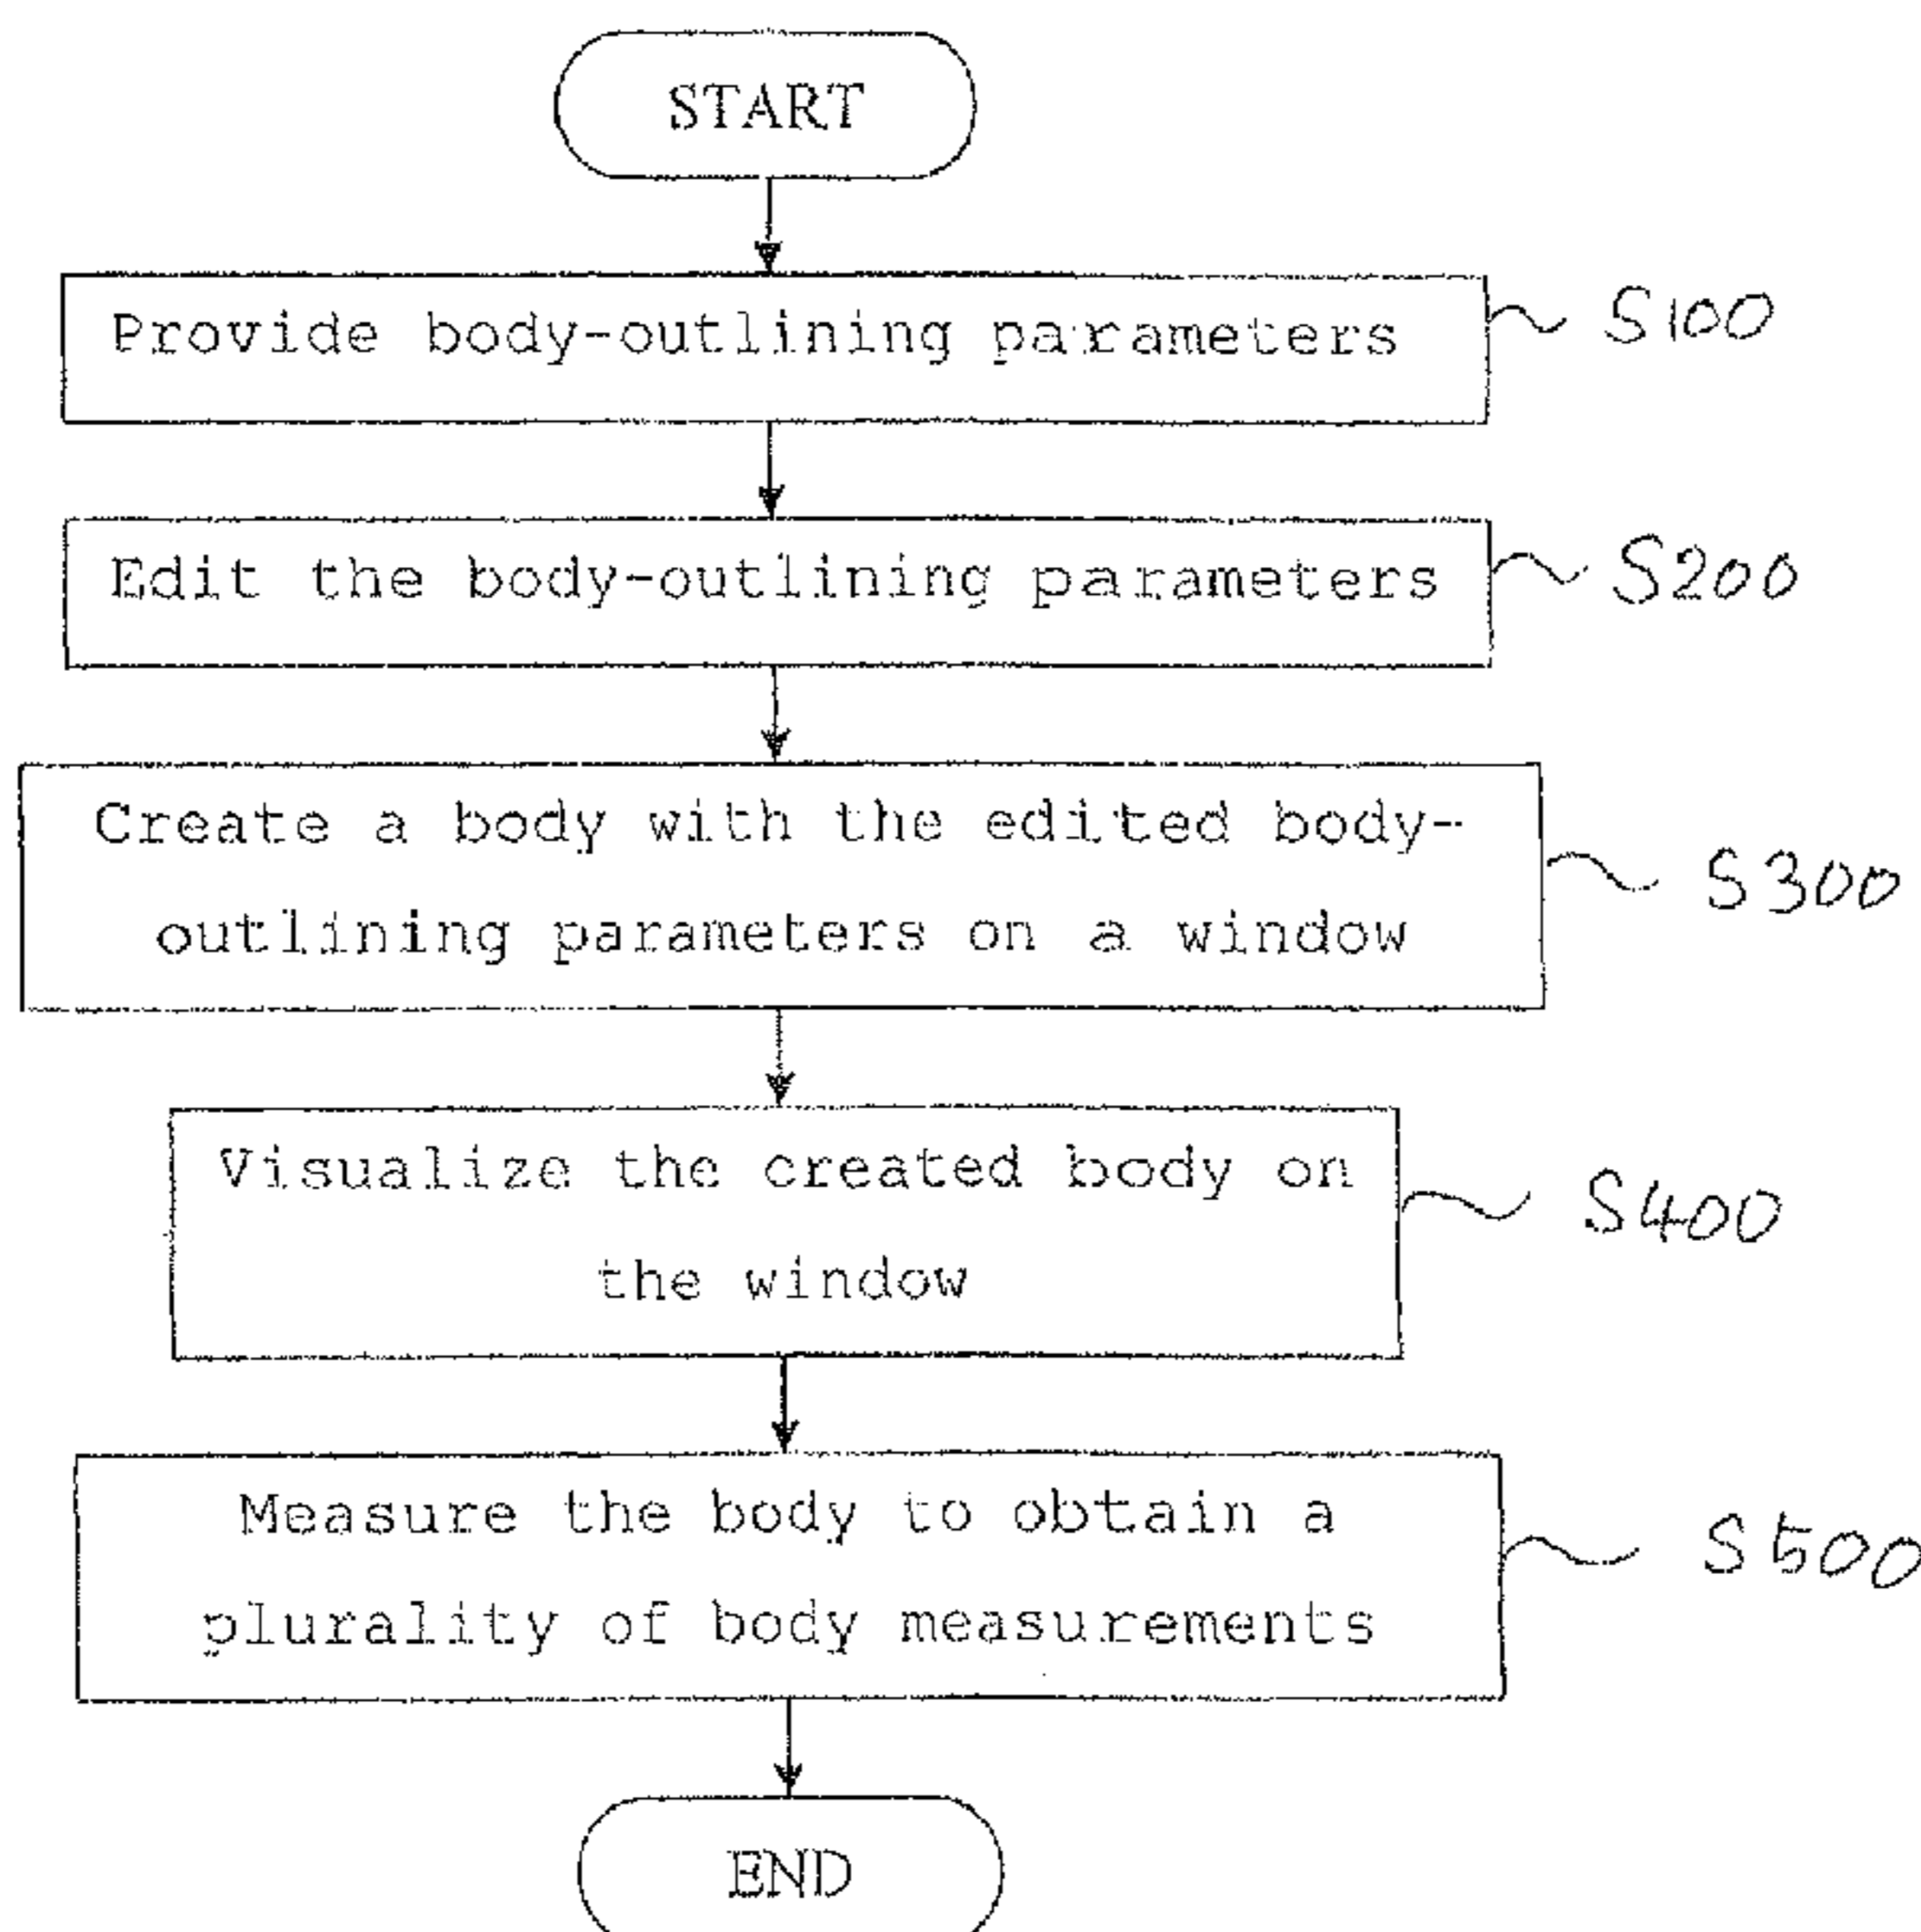 START
Provide body-outlining parameters
S100
Edit the body-outlining parameters
S200
Create a body with the edited body-
outlining parameters on a window
S300
Visualize the created body on
the window
S400
Measure the body to obtain a
plurality of body measurements
S500
END